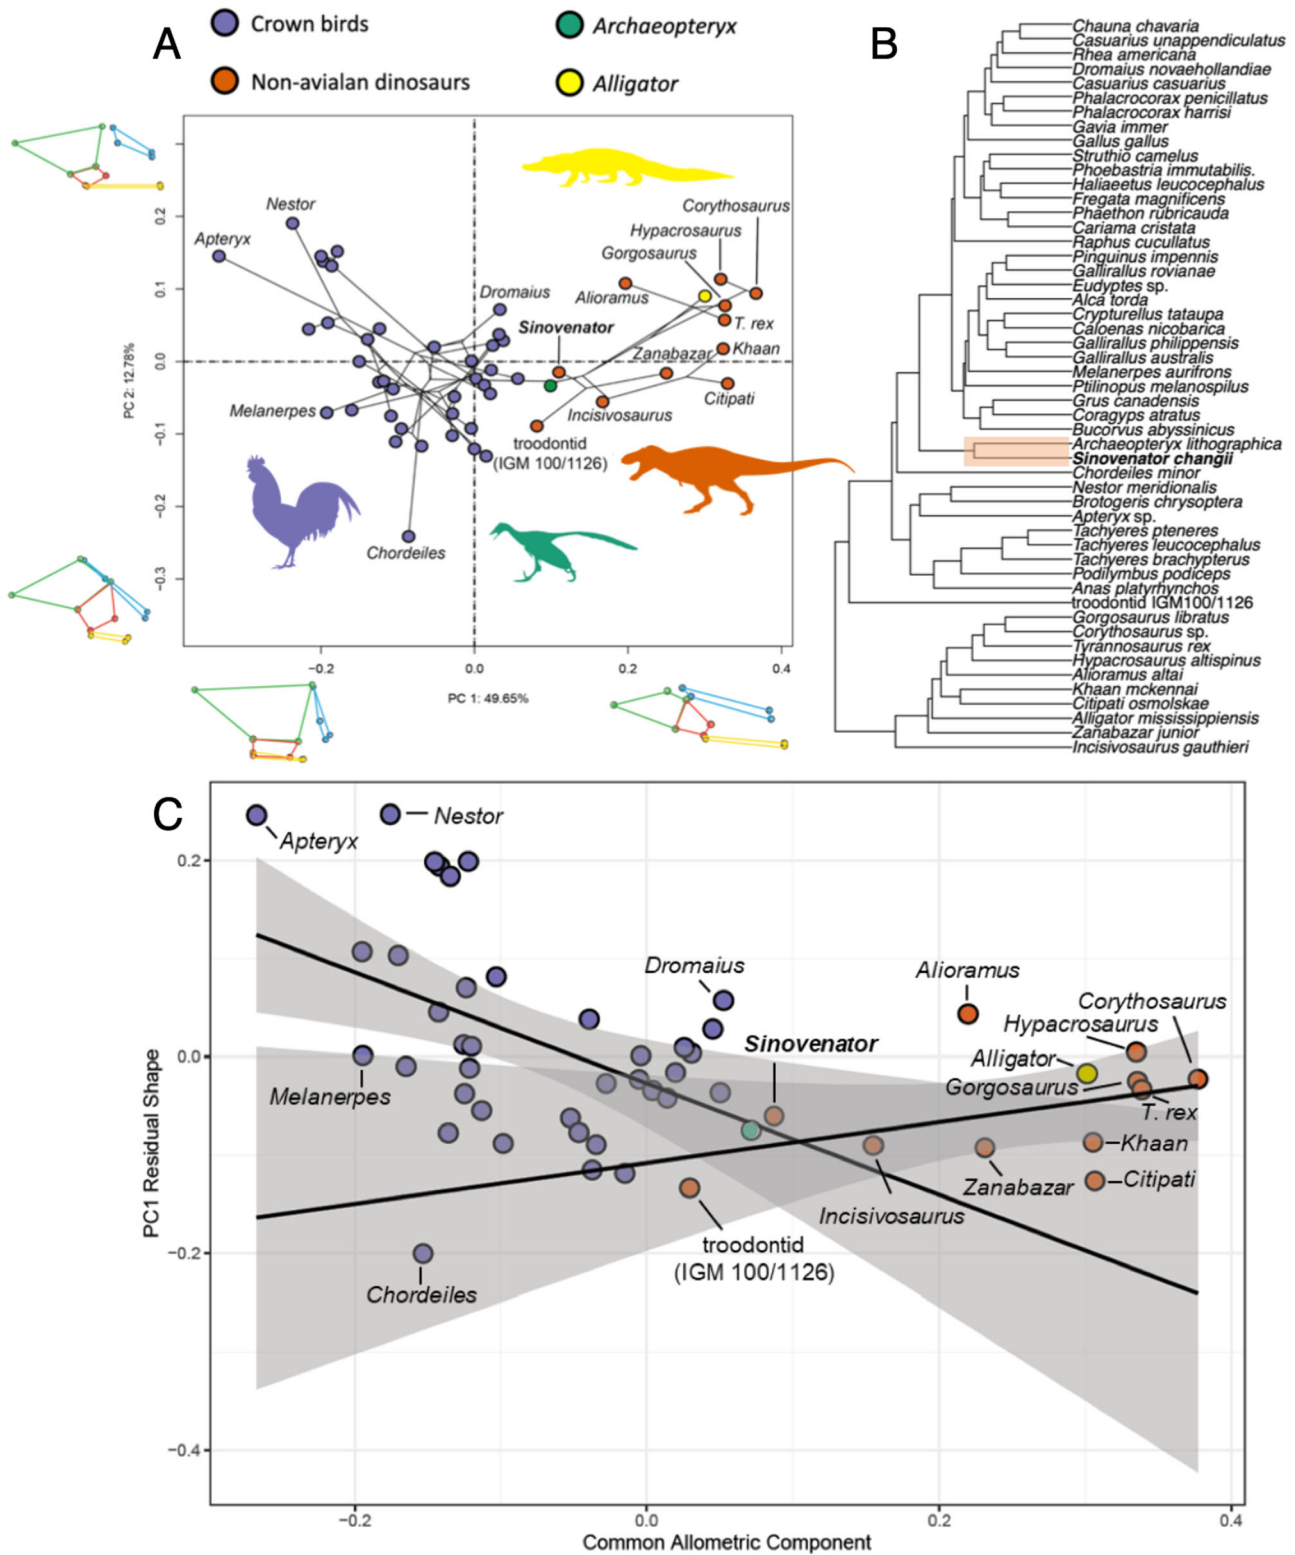 A
Crown birds
Archaeopteryx
Non-avialan dinosaurs
Alligator
Nestor
Apteryx
Dromaius
Sinovenator
Corythosaurus
Hypacrosaurus
Gorgosaurus
Alioramus
T. rex
Zanabazar
Khaan
Citipati
Incisivosaurus
Melanerpes
troodontid
(IGM 100/1126)
Chordeiles
PC 2: 12.78%
0.2
0.1
0.0
−0.1
−0.2
−0.3
−0.2
0.0
0.2
0.4
PC 1: 49.65%
B
Chauna chavaria
Casuarius unappendiculatus
Rhea americana
Dromaius novaehollandiae
Casuarius casuarius
Phalacrocorax penicillatus
Phalacrocorax harrisi
Gavia immer
Gallus gallus
Struthio camelus
Phoebastria immutabilis.
Haliaeetus leucocephalus
Fregata magnificens
Phaethon rubricauda
Cariama cristata
Raphus cucullatus
Pinguinus impennis
Gallirallus rovianae
Eudyptes sp.
Alca torda
Crypturellus tataupa
Caloenas nicobarica
Gallirallus philippensis
Gallirallus australis
Melanerpes aurifrons
Ptilinopus melanospilus
Grus canadensis
Coragyps atratus
Bucorvus abyssinicus
Archaeopteryx lithographica
Sinovenator changii
Chordeiles minor
Nestor meridionalis
Brotogeris chrysoptera
Apteryx sp.
Tachyeres pteneres
Tachyeres leucocephalus
Tachyeres brachypterus
Podilymbus podiceps
Anas platyrhynchos
troodontid IGM100/1126
Gorgosaurus libratus
Corythosaurus sp.
Tyrannosaurus rex
Hypacrosaurus altispinus
Alioramus altai
Khaan mckennai
Citipati osmolskae
Alligator mississippiensis
Zanabazar junior
Incisivosaurus gauthieri
C
Apteryx
Nestor
Dromaius
Alioramus
Corythosaurus
Hypacrosaurus
Sinovenator
Alligator
Gorgosaurus
T. rex
Melanerpes
Khaan
Citipati
Zanabazar
Incisivosaurus
troodontid
(IGM 100/1126)
Chordeiles
PC1 Residual Shape
0.2
0.0
−0.2
−0.4
−0.2
0.0
0.2
0.4
Common Allometric Component